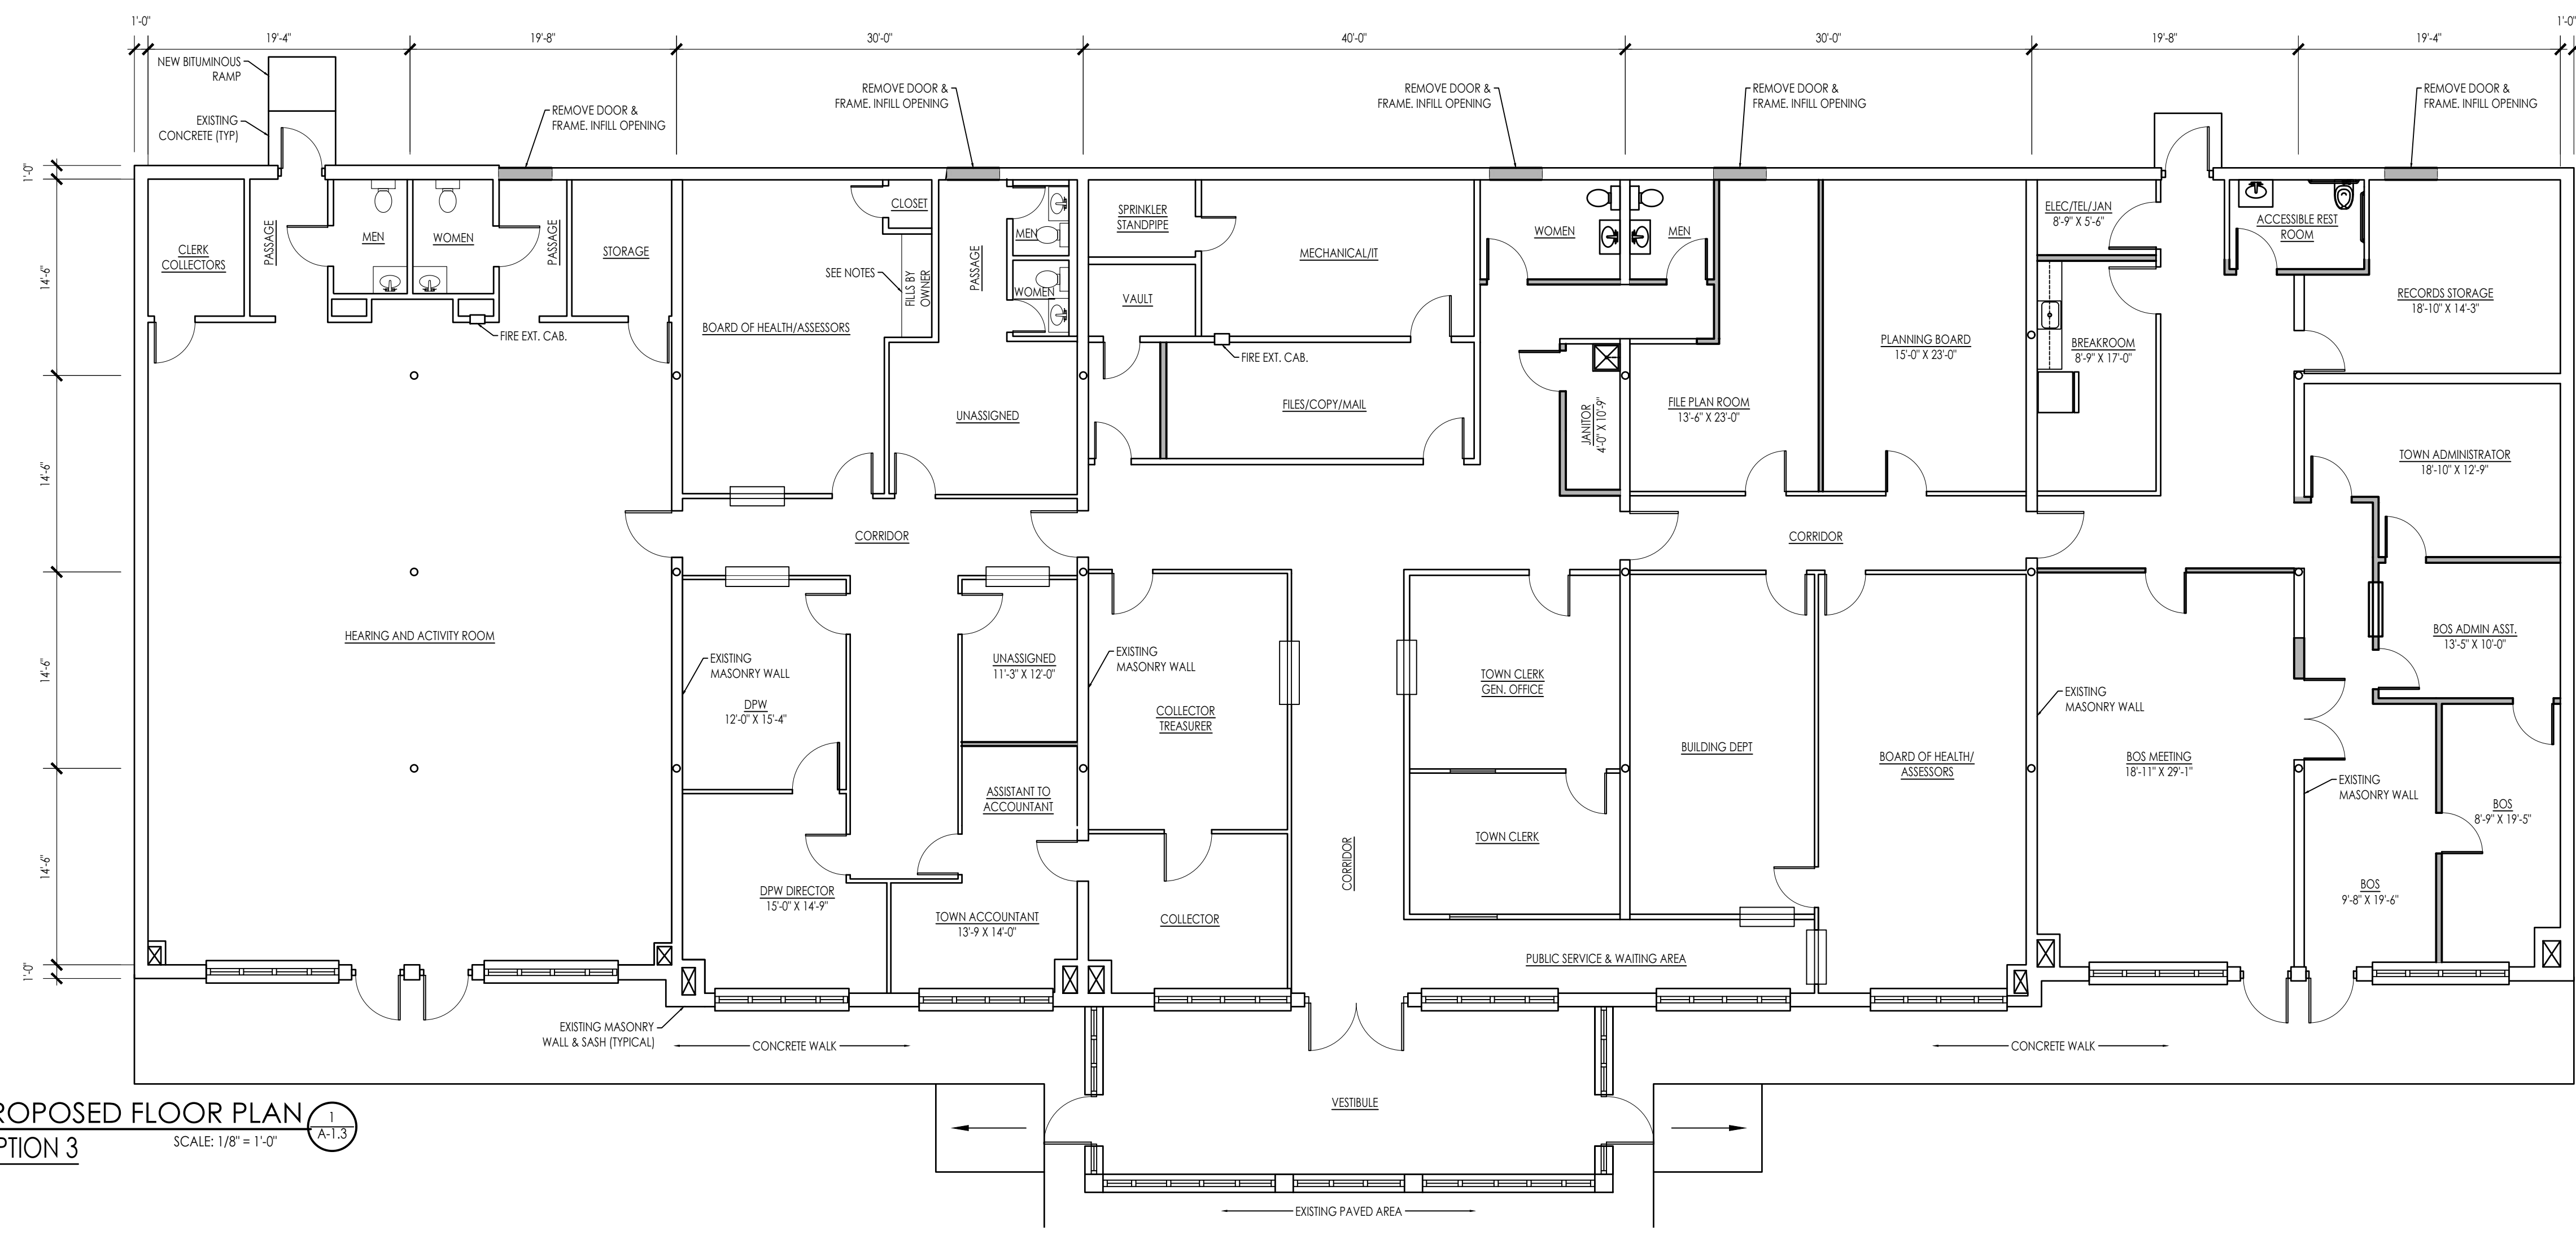 1'-0"
19'-4"
19'-8"
30'-0"
40'-0"
30'-0"
19'-8"
19'-4"
1'-0"
NEW BITUMINOUS
RAMP
EXISTING
CONCRETE (TYP)
REMOVE DOOR &
FRAME. INFILL OPENING
REMOVE DOOR &
FRAME. INFILL OPENING
REMOVE DOOR &
FRAME. INFILL OPENING
REMOVE DOOR &
FRAME. INFILL OPENING
REMOVE DOOR &
FRAME. INFILL OPENING
1'-0"
14'-6"
14'-6"
14'-6"
14'-6"
1'-0"
CLERK
COLLECTORS
PASSAGE
MEN
WOMEN
PASSAGE
STORAGE
FIRE EXT. CAB.
HEARING AND ACTIVITY ROOM
BOARD OF HEALTH/ASSESSORS
CLOSET
SEE NOTES
FILLS BY
OWNER
PASSAGE
MEN
WOMEN
UNASSIGNED
CORRIDOR
SPRINKLER
STANDPIPE
VAULT
MECHANICAL/IT
FIRE EXT. CAB.
FILES/COPY/MAIL
WOMEN
MEN
JANITOR
4'-0" X 10'-9"
FILE PLAN ROOM
13'-6" X 23'-0"
PLANNING BOARD
15'-0" X 23'-0"
CORRIDOR
ELEC/TEL/JAN
8'-9" X 5'-6"
BREAKROOM
8'-9" X 17'-0"
ACCESSIBLE REST
ROOM
RECORDS STORAGE
18'-10" X 14'-3"
TOWN ADMINISTRATOR
18'-10" X 12'-9"
BOS ADMIN ASST.
13'-5" X 10'-0"
EXISTING
MASONRY WALL
DPW
12'-0" X 15'-4"
UNASSIGNED
11'-3" X 12'-0"
EXISTING
MASONRY WALL
COLLECTOR
TREASURER
TOWN CLERK
GEN. OFFICE
BUILDING DEPT
BOARD OF HEALTH/
ASSESSORS
EXISTING
MASONRY WALL
BOS MEETING
18'-11" X 29'-1"
EXISTING
MASONRY WALL
BOS
8'-9" X 19'-5"
BOS
9'-8" X 19'-6"
ASSISTANT TO
ACCOUNTANT
DPW DIRECTOR
15'-0" X 14'-9"
TOWN ACCOUNTANT
13'-9 X 14'-0"
COLLECTOR
CORRIDOR
TOWN CLERK
PUBLIC SERVICE & WAITING AREA
EXISTING MASONRY
WALL & SASH (TYPICAL)
CONCRETE WALK
CONCRETE WALK
VESTIBULE
EXISTING PAVED AREA
ROPOSED FLOOR PLAN
1
A-1.3
PTION 3
SCALE: 1/8" = 1'-0"